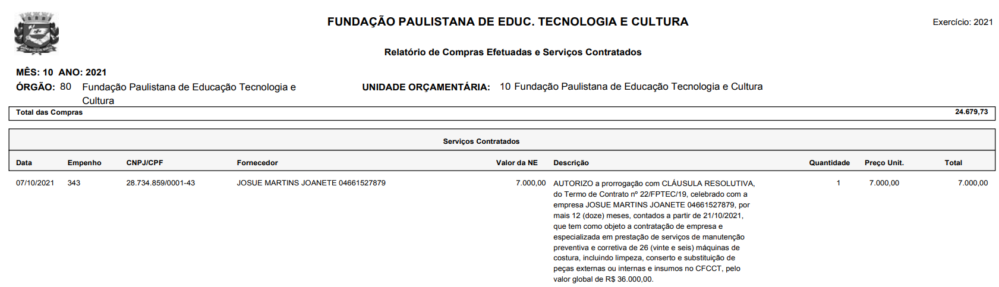 FUNDAÇÃO PAULISTANA DE EDUC. TECNOLOGIA E CULTURA
Exercício: 2021
Relatório de Compras Efetuadas e Serviços Contratados
MÊS: 10 ANO: 2021
ÓRGÃO: 80 Fundação Paulistana de Educação Tecnologia e
Cultura
UNIDADE ORÇAMENTÁRIA: 10 Fundação Paulistana de Educação Tecnologia e Cultura
Total das Compras 24.679,73
Serviços Contratados
Data Empenho CNPJ/CPF Fornecedor Valor da NE Descrição Quantidade Preço Unit. Total
07/10/2021 343 28.734.859/0001-43 JOSUE MARTINS JOANETE 04661527879 7.000,00 AUTORIZO a prorrogação com CLÁUSULA RESOLUTIVA, 1 7.000,00 7.000,00
do Termo de Contrato nº 22/FPTEC/19, celebrado com a
empresa JOSUE MARTINS JOANETE 04661527879, por
mais 12 (doze) meses, contados a partir de 21/10/2021,
que tem como objeto a contratação de empresa e
especializada em prestação de serviços de manutenção
preventiva e corretiva de 26 (vinte e seis) máquinas de
costura, incluindo limpeza, conserto e substituição de
peças externas ou internas e insumos no CFCCT, pelo
valor global de R$ 36.000,00.